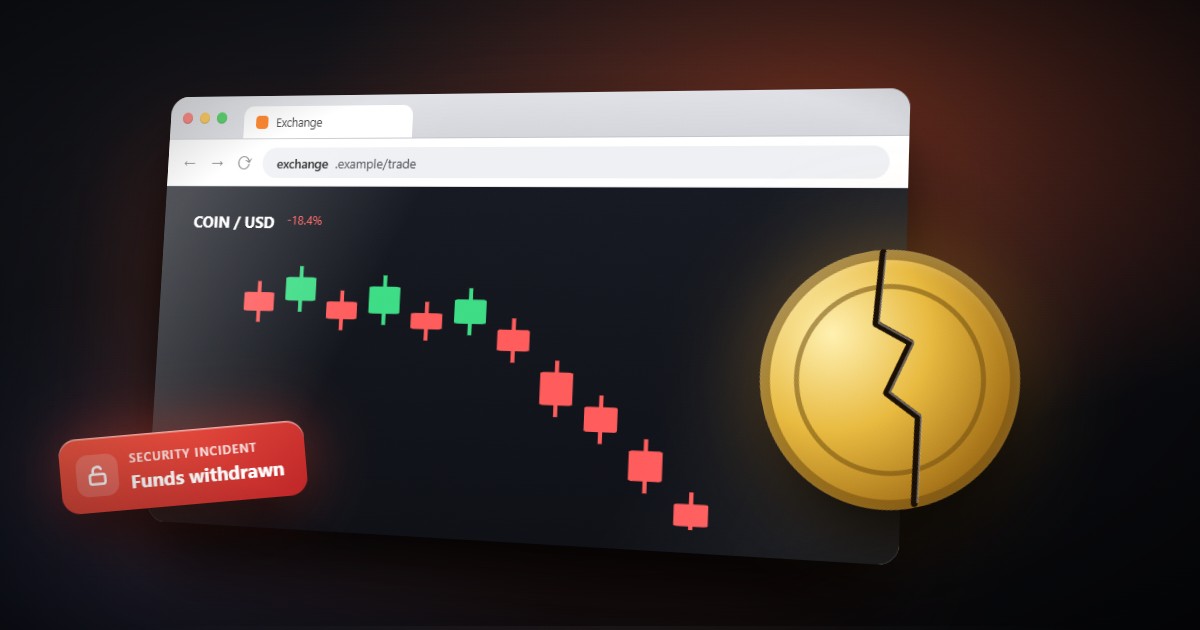 Exchange
exchange .example/trade
COIN / USD -18.4%
SECURITY INCIDENT
Funds withdrawn